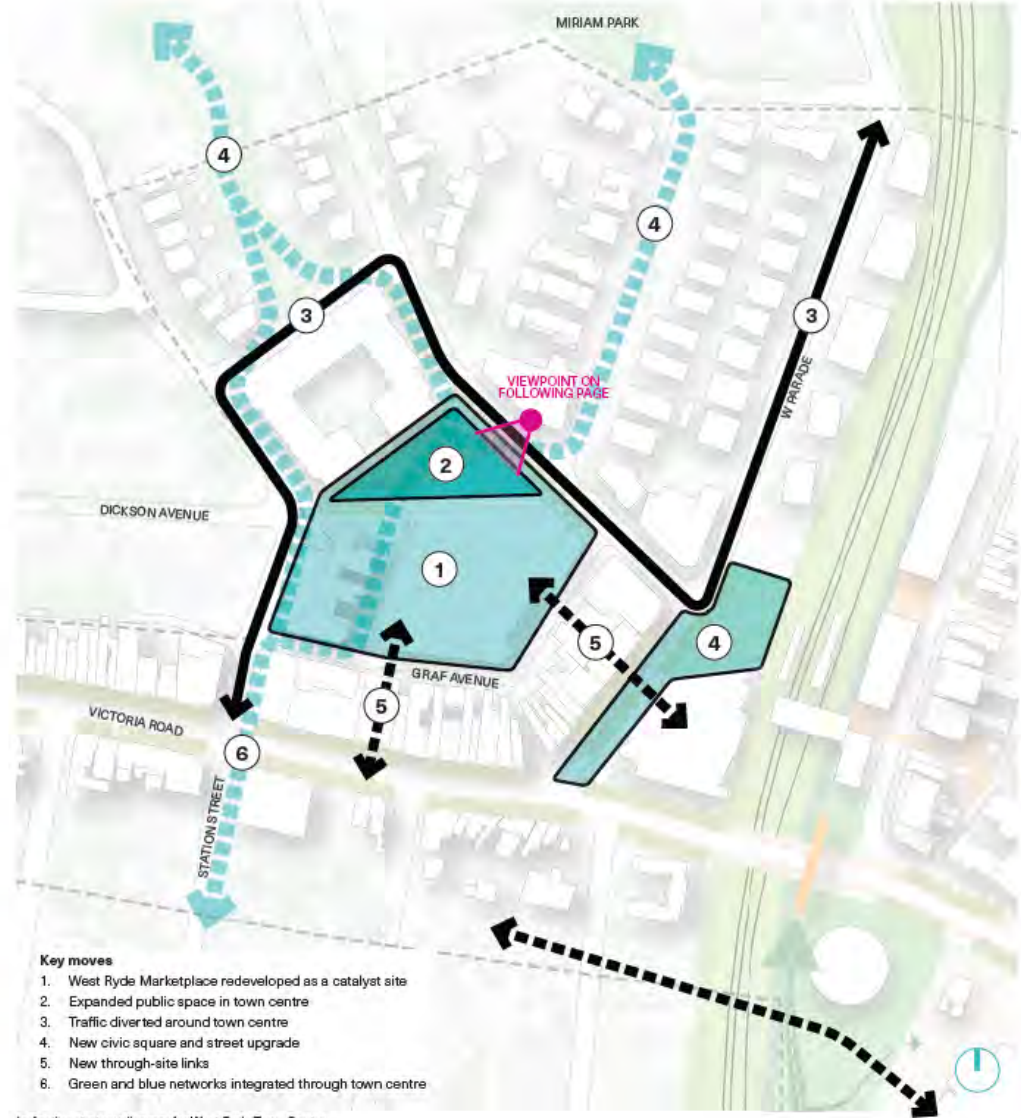 MIRIAM PARK
4
4
3
3
W PARADE
VIEWPOINT ON
FOLLOWING PAGE
2
DICKSON AVENUE
1
5
4
GRAF AVENUE
5
VICTORIA ROAD
6
STATION STREET
Key moves
1. West Ryde Marketplace redeveloped as a catalyst site
2. Expanded public space in town centre
3. Traffic diverted around town centre
4. New civic square and street upgrade
5. New through-site links
6. Green and blue networks integrated through town centre